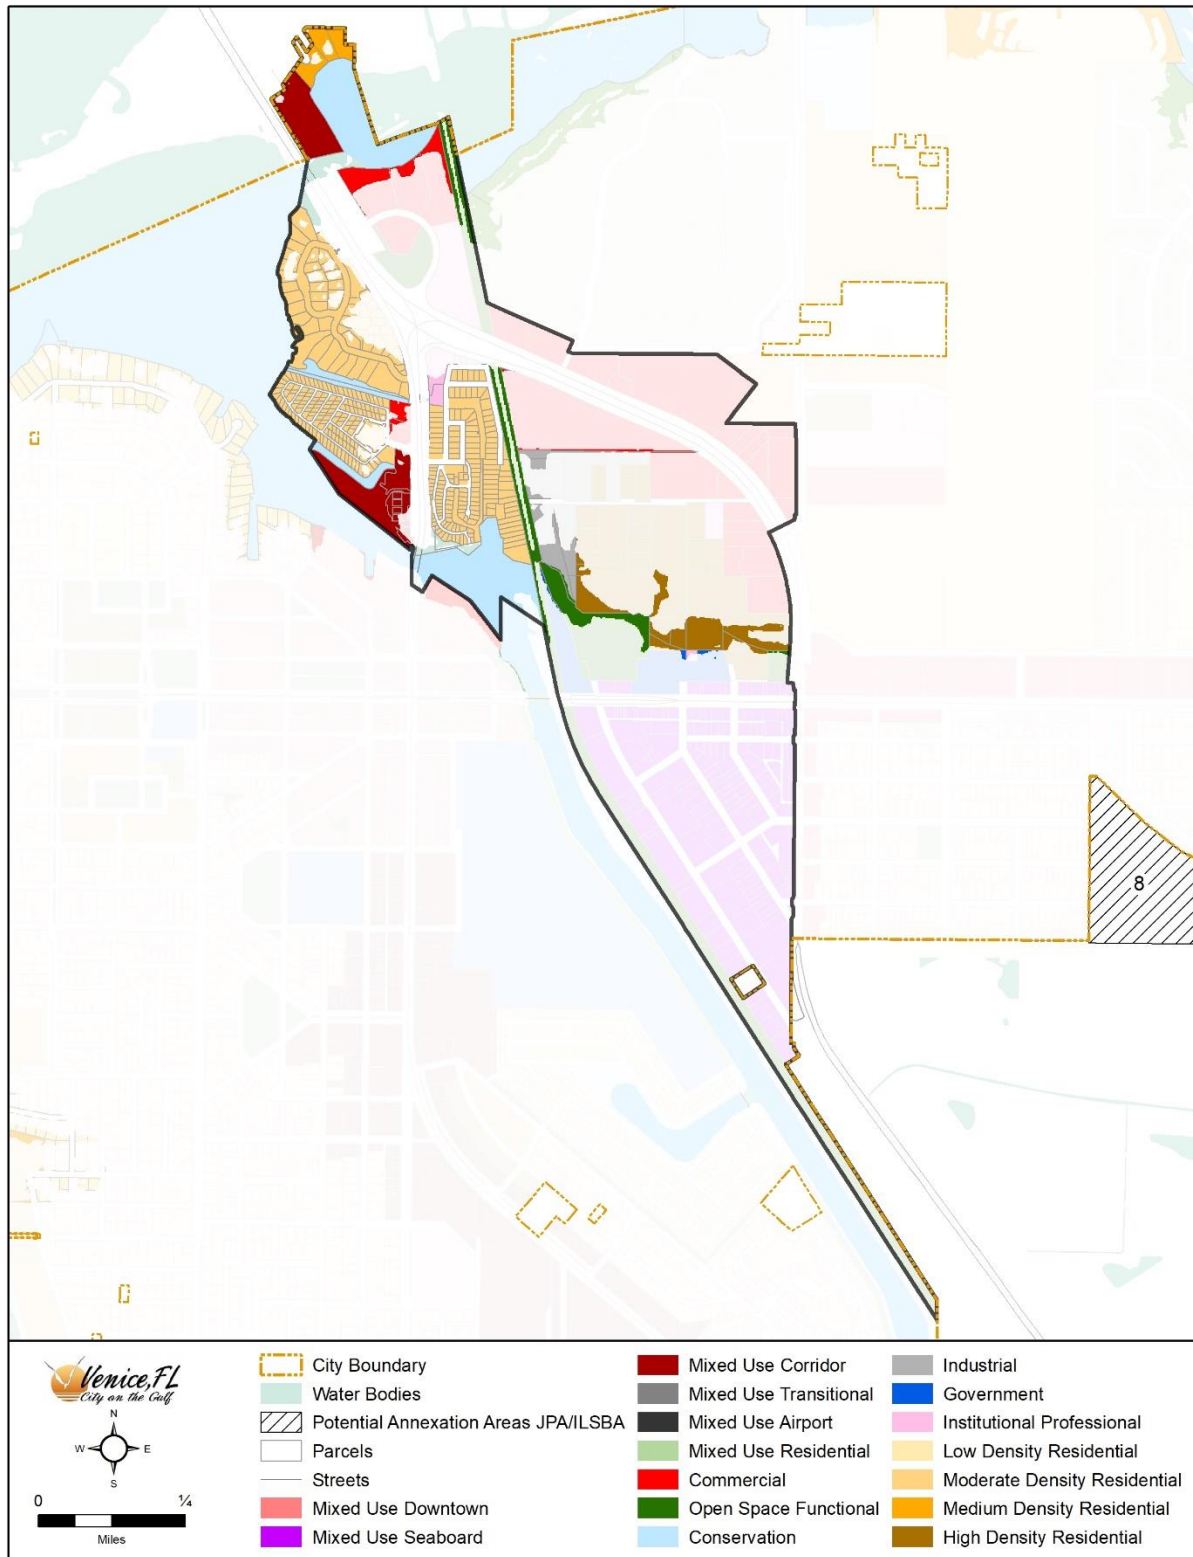 8
Venice, FL
City on the Gulf
N
W E
S
0 ¼
Miles
City Boundary
Water Bodies
Potential Annexation Areas JPA/ILSBA
Parcels
Streets
Mixed Use Downtown
Mixed Use Seaboard
Mixed Use Corridor
Mixed Use Transitional
Mixed Use Airport
Mixed Use Residential
Commercial
Open Space Functional
Conservation
Industrial
Government
Institutional Professional
Low Density Residential
Moderate Density Residential
Medium Density Residential
High Density Residential